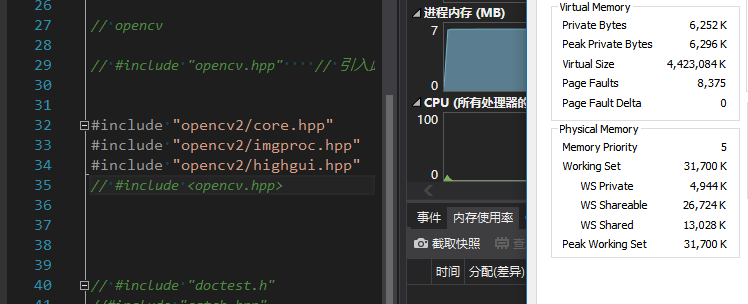 26
27 // opencv
28
29 // #include "opencv.hpp" //引入
30
31
32 #include "opencv2/core.hpp"
33 #include "opencv2/imgproc.hpp"
34 #include "opencv2/highgui.hpp"
35 // #include <opencv.hpp>
36
37
38
39
40 // #include "doctest.h"
41
进程内存 (MB)
7
0
CPU (所有处理器的
100
0
事件 内存使用率
截取快照 查
时间 分配(差异)
Virtual Memory
Private Bytes 6,252 K
Peak Private Bytes 6,296 K
Virtual Size 4,423,084 K
Page Faults 8,375
Page Fault Delta 0
Physical Memory
Memory Priority 5
Working Set 31,700 K
WS Private 4,944 K
WS Shareable 26,724 K
WS Shared 13,028 K
Peak Working Set 31,700 K